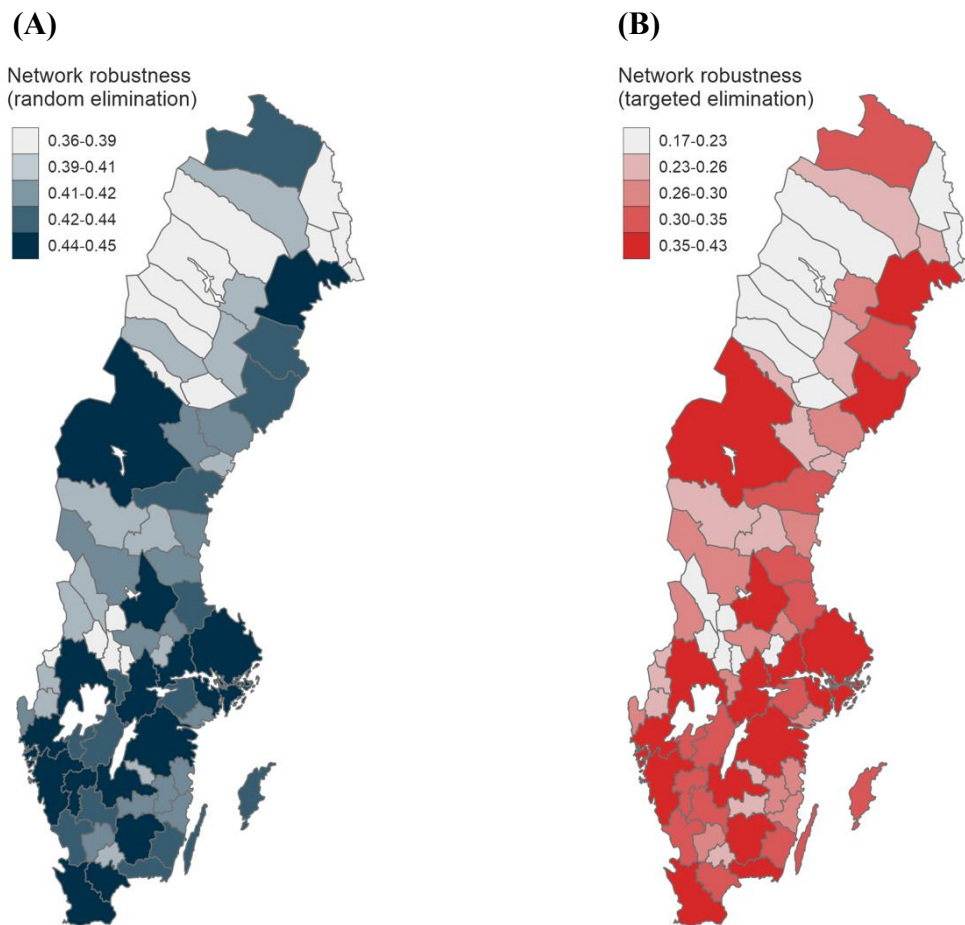 (A)
Network robustness
(random elimination)
0.36-0.39
0.39-0.41
0.41-0.42
0.42-0.44
0.44-0.45
(B)
Network robustness
(targeted elimination)
0.17-0.23
0.23-0.26
0.26-0.30
0.30-0.35
0.35-0.43